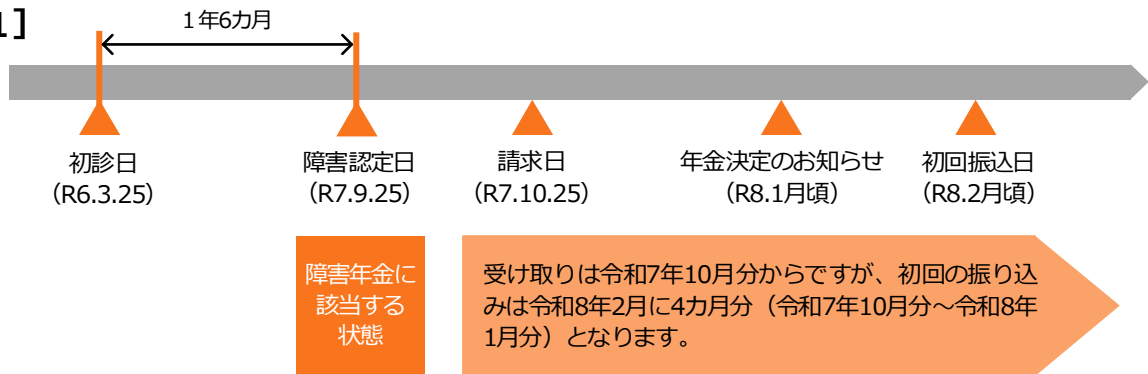 1]
1年6カ月
初診日
（R6.3.25）
障害認定日
（R7.9.25）
請求日
（R7.10.25）
年金決定のお知らせ
（R8.1月頃）
初回振込日
（R8.2月頃）
障害年金に
該当する
状態
受け取りは令和7年10月分からですが、初回の振り込
みは令和8年2月に4カ月分（令和7年10月分～令和8年
1月分）となります。